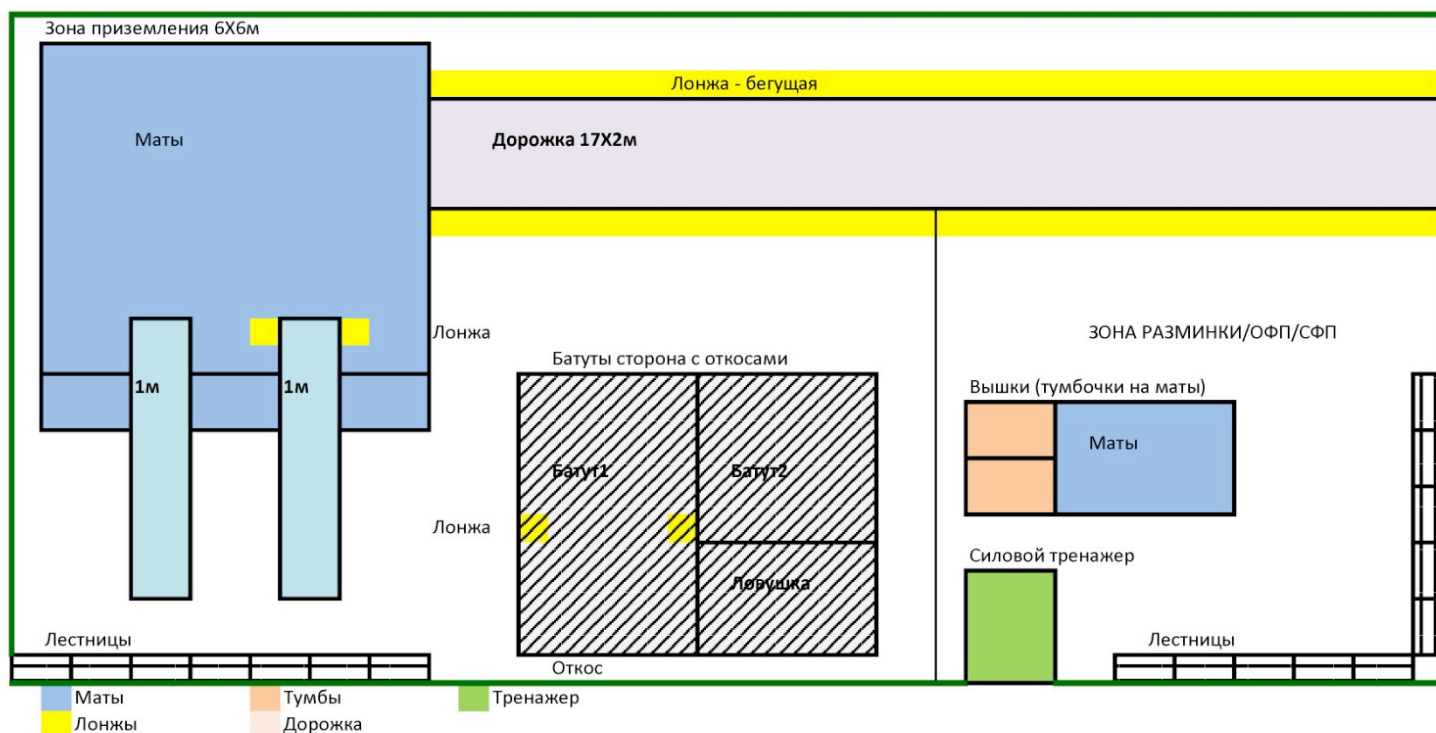 Зона приземления 6Х6м
Лонжа - бегущая
Маты
Дорожка 17Х2м
Лонжа
ЗОНА РАЗМИНКИ/ОФП/СФП
Батуты сторона с откосами
1м
1м
Вышки (тумбочки на маты)
Маты
Батут1
Батут2
Лонжа
Силовой тренажер
Ловушка
Лестницы
Лестницы
Откос
Маты
Тумбы
Тренажер
Лонжы
Дорожка